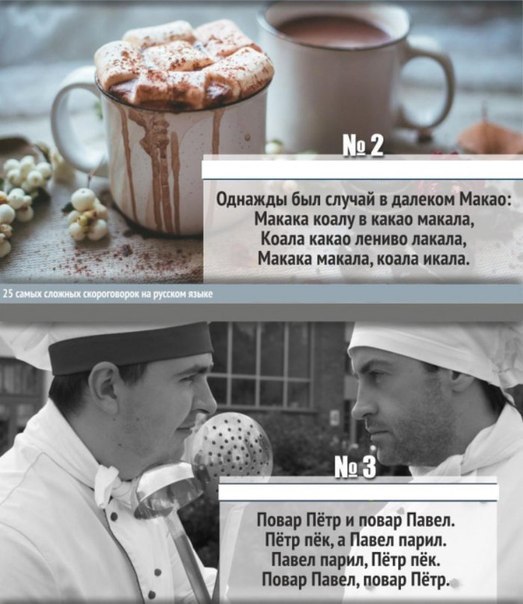 № 2
Однажды был случай в далеком Макао:
Макака коалу в какао макала,
Коала какао лениво лакала,
Макака макала, коала икала.
25 самых сложных скороговорок на русском языке
№ 3
Повар Пётр и повар Павел.
Пётр пёк, а Павел парил.
Павел парил, Пётр пёк.
Повар Павел, повар Пётр.